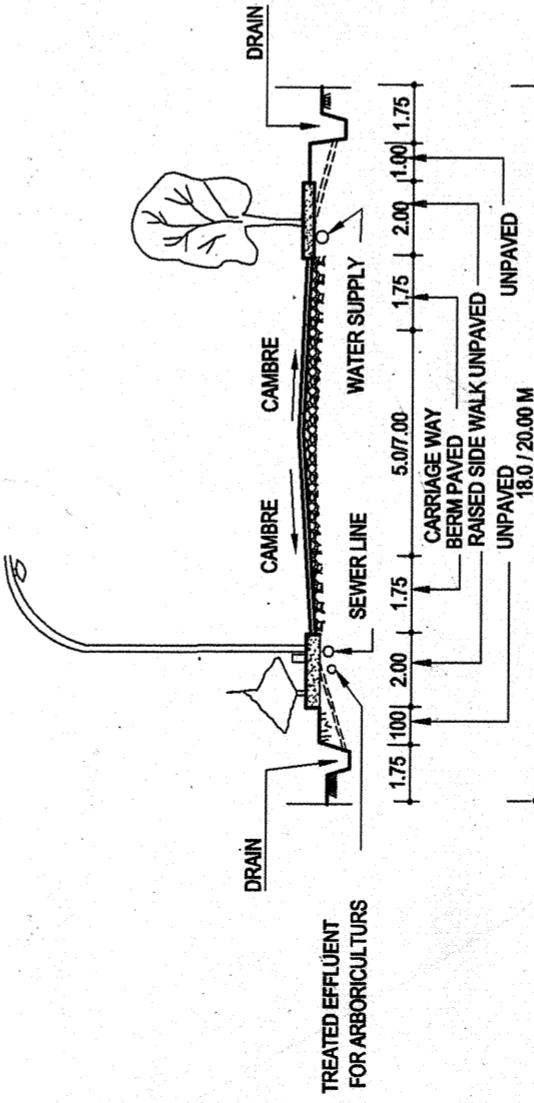 DRAIN
DRAIN
CAMBRE
CAMBRE
TREATED EFFLUENT
FOR ARBORICULTURS
SEWER LINE
WATER SUPPLY
1.75
100
2.00
1.75
5.0/7.00
1.75
2.00
1.00
1.75
CARRIAGE WAY
BERM PAVED
RAISED SIDE WALK UNPAVED
UNPAVED
UNPAVED
18.0 / 20.00 M